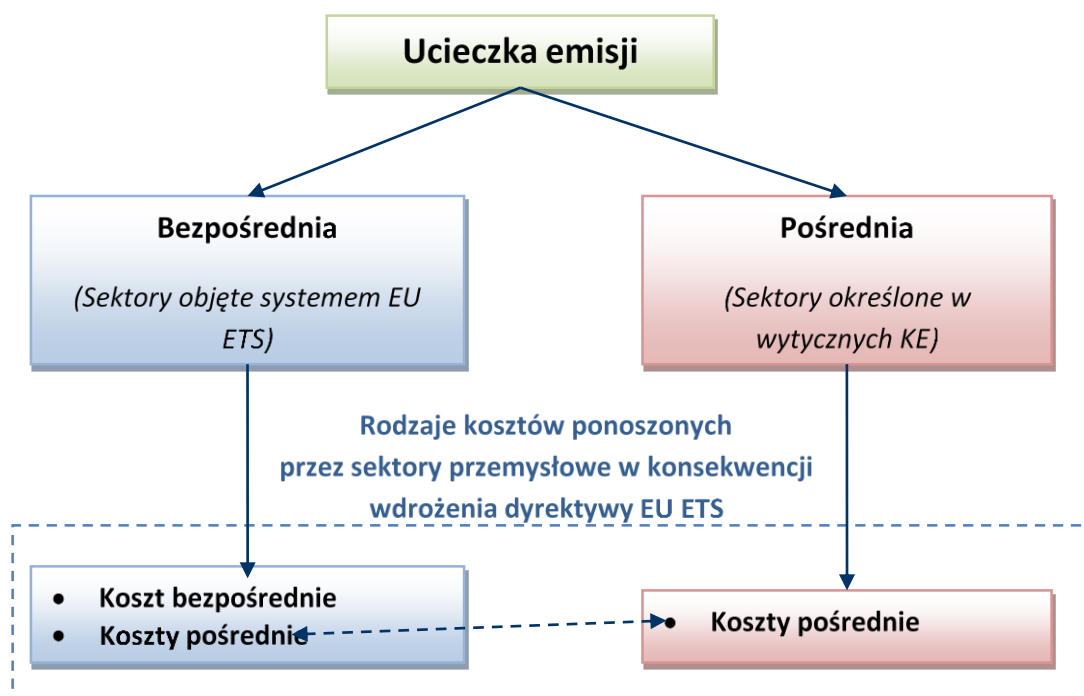 Ucieczka emisji
Bezpośrednia
(Sektory objęte systemem EU
ETS)
Pośrednia
(Sektory określone w
wytycznych KE)
Rodzaje kosztów ponoszonych
przez sektory przemysłowe w konsekwencji
wdrożenia dyrektywy EU ETS
• Koszt bezpośrednie
• Koszty pośrednie
• Koszty pośrednie